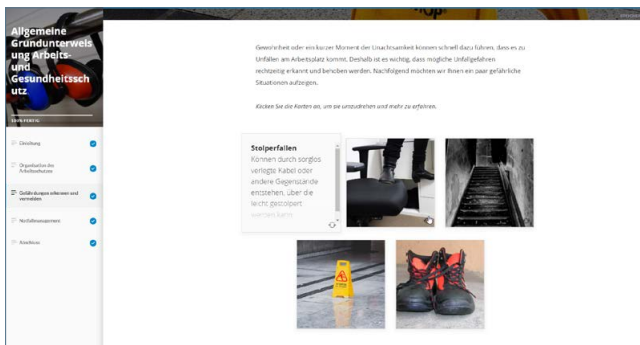 Allgemeine
Grundunterweis
ung Arbeits-
und
Gesundheitssch
utz
100% FERTIG
Einleitung
Organisation des
Arbeitsschutzes
Gefährdungen erkennen und
vermeiden
Notfallmanagement
Abschluss
Gewohnheit oder ein kurzer Moment der Unachtsamkeit können schnell dazu führen, dass es zu
Unfällen am Arbeitsplatz kommt. Deshalb ist es wichtig, dass mögliche Unfallgefahren
rechtzeitig erkannt und behoben werden. Nachfolgend möchten wir Ihnen ein paar gefährliche
Situationen aufzeigen.
Klicken Sie die Karten an, um sie umzudrehen und mehr zu erfahren.
Stolperfallen
Können durch sorglos
verlegte Kabel oder
andere Gegenstände
entstehen, über die
leicht gestolpert
werden kann.